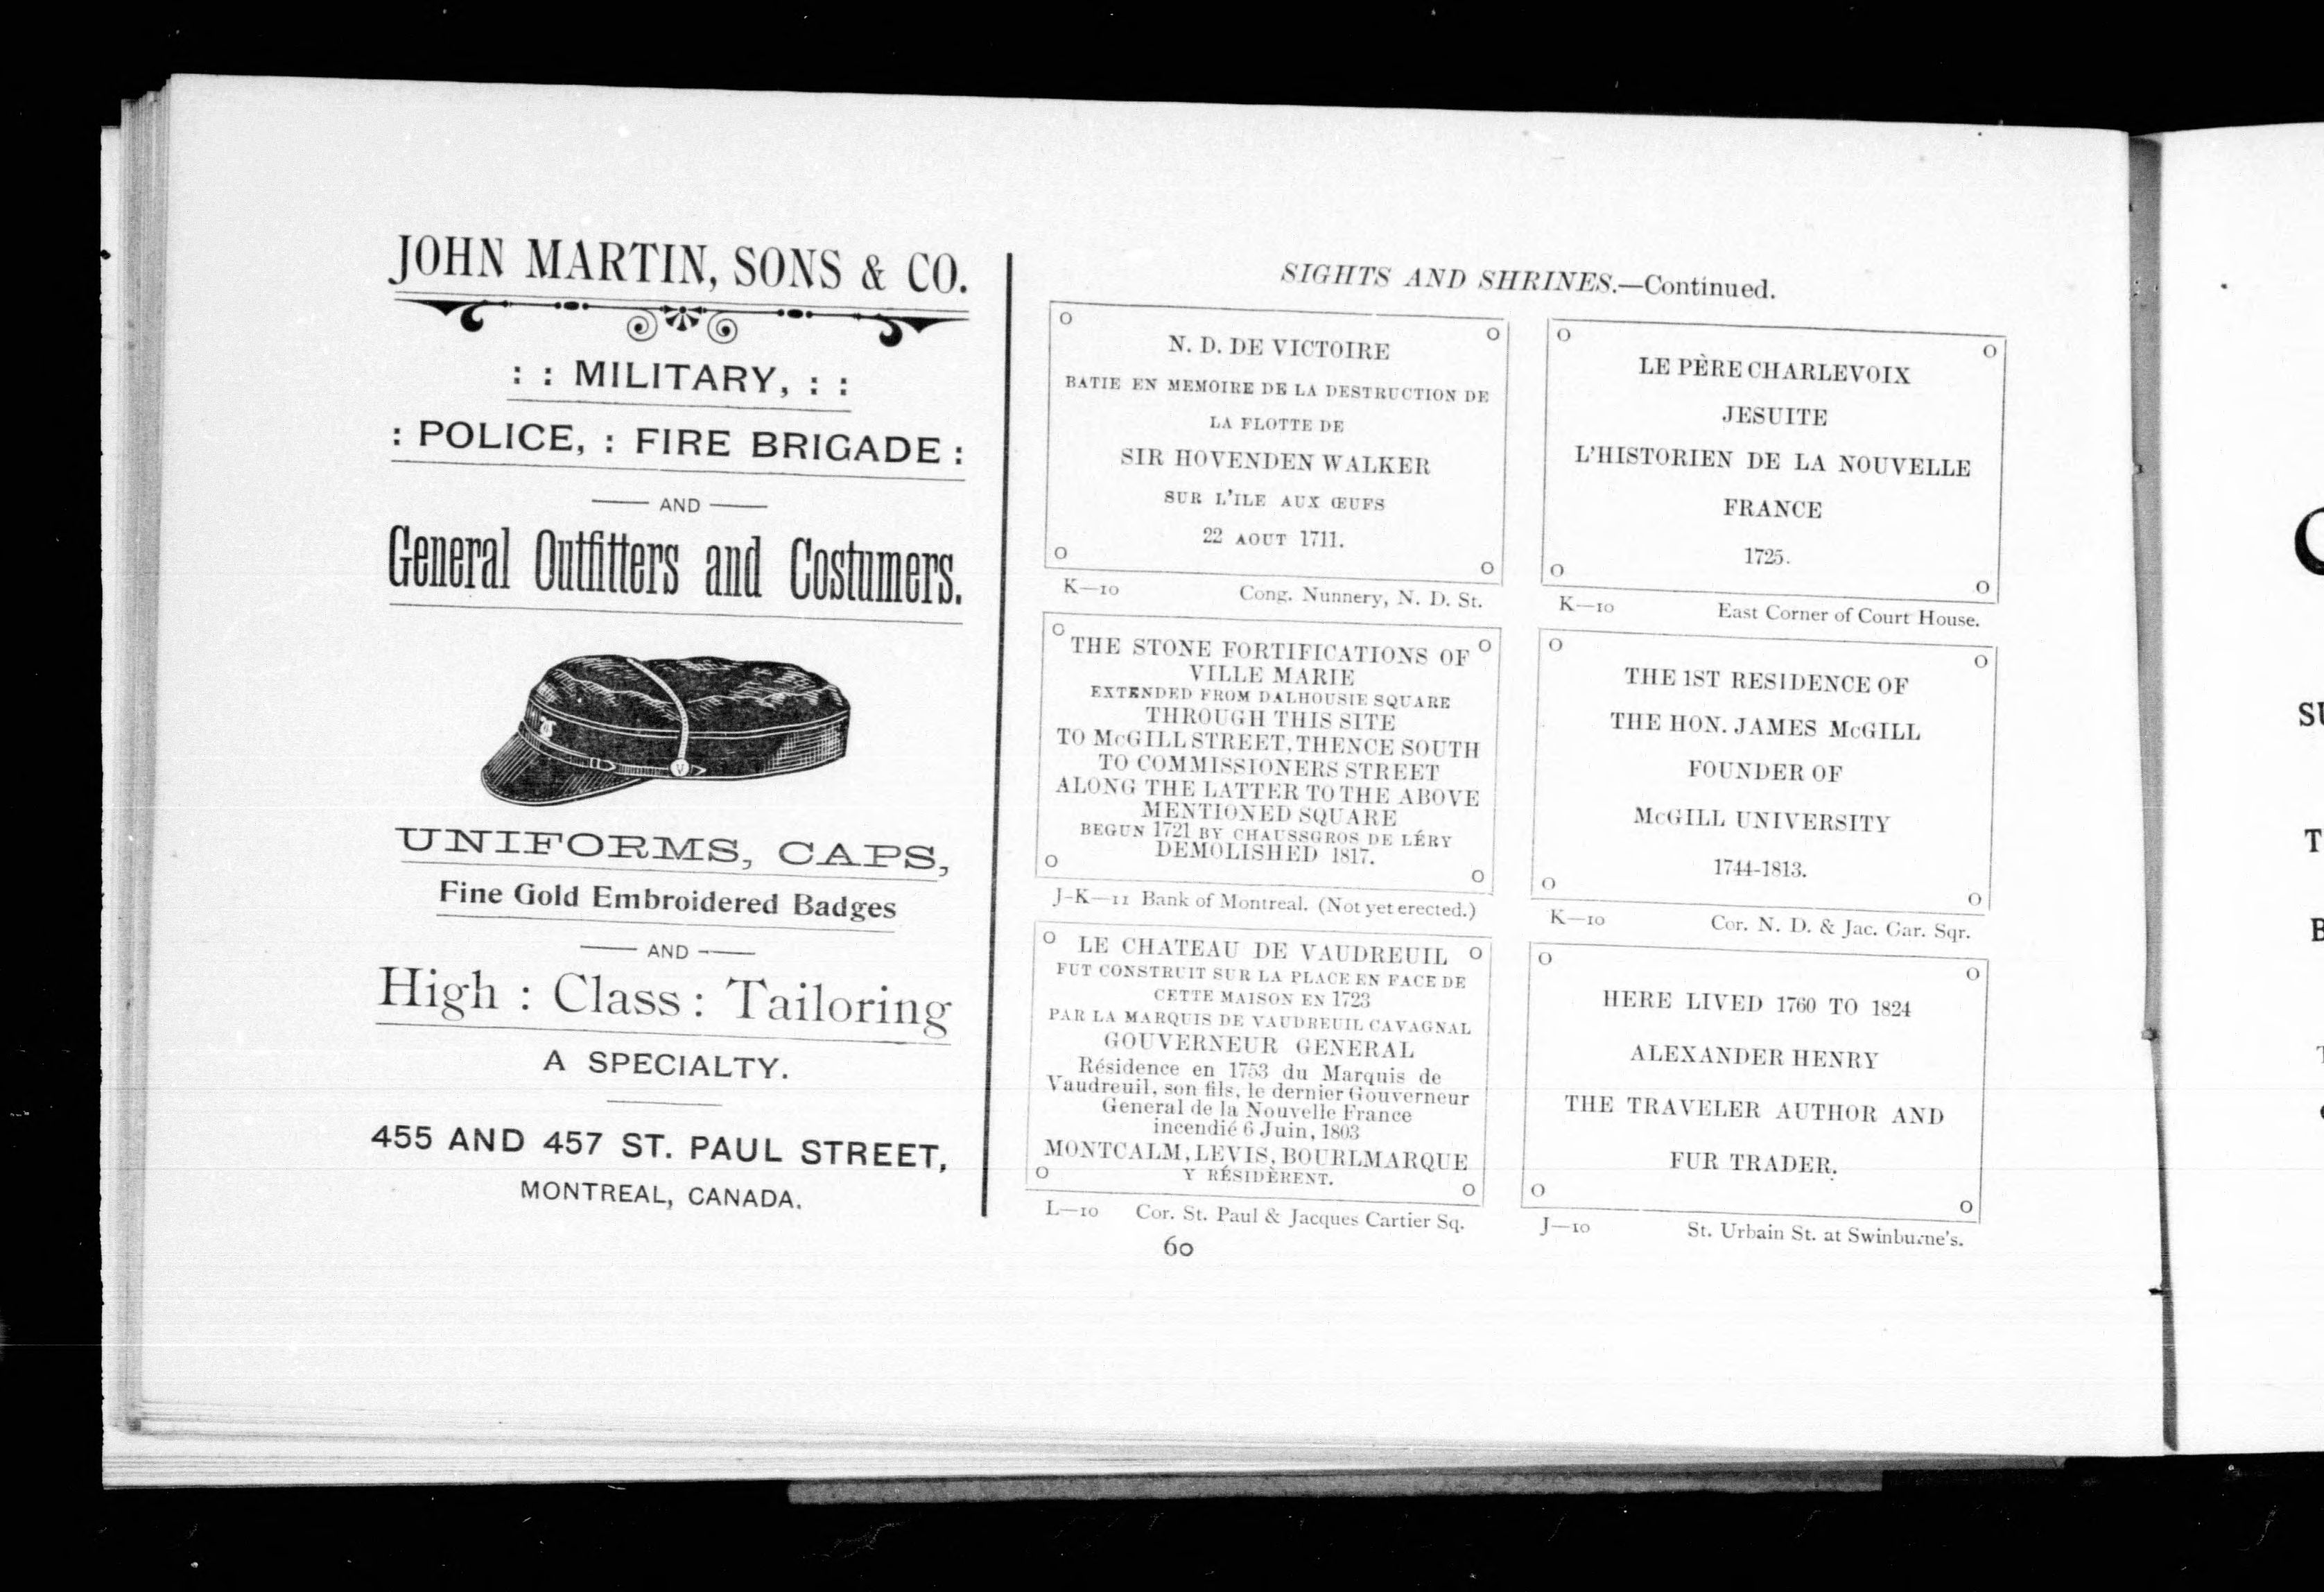 JOHN MARTIN, SONS & CO.
: : MILITARY, : :
: POLICE, : FIRE BRIGADE :
AND
General Outfitters and Costumers.
UNIFORMS, CAPS,
Fine Gold Embroidered Badges
AND
High : Class : Tailoring
A SPECIALTY.
455 AND 457 ST. PAUL STREET,
MONTREAL, CANADA.
SIGHTS AND SHRINES.—Continued.
N. D. DE VICTOIRE
BATIE EN MEMOIRE DE LA DESTRUCTION DE
LA FLOTTE DE
SIR HOVENDEN WALKER
SUR L'ILE AUX ŒUFS
22 AOUT 1711.
K—10 Cong. Nunnery, N. D. St.
THE STONE FORTIFICATIONS OF
VILLE MARIE
EXTENDED FROM DALHOUSIE SQUARE
THROUGH THIS SITE
TO McGILL STREET, THENCE SOUTH
TO COMMISSIONERS STREET
ALONG THE LATTER TO THE ABOVE
MENTIONED SQUARE
BEGUN 1721 BY CHAUSSGROS DE LÉRY
DEMOLISHED 1817.
J-K—11 Bank of Montreal. (Not yet erected.)
LE CHATEAU DE VAUDREUIL
FUT CONSTRUIT SUR LA PLACE EN FACE DE
CETTE MAISON EN 1723
PAR LA MARQUIS DE VAUDREUIL CAVAGNAL
GOUVERNEUR GENERAL
Résidence en 1753 du Marquis de
Vaudreuil, son fils, le dernier Gouverneur
General de la Nouvelle France
incendié 6 Juin, 1803
MONTCALM, LEVIS, BOURLMARQUE
Y RÉSIDÈRENT.
L—10 Cor. St. Paul & Jacques Cartier Sq.
LE PÈRE CHARLEVOIX
JESUITE
L'HISTORIEN DE LA NOUVELLE
FRANCE
1725.
K—10 East Corner of Court House.
THE 1ST RESIDENCE OF
THE HON. JAMES McGILL
FOUNDER OF
McGILL UNIVERSITY
1744-1813.
K—10 Cor. N. D. & Jac. Car. Sqr.
HERE LIVED 1760 TO 1824
ALEXANDER HENRY
THE TRAVELER AUTHOR AND
FUR TRADER.
J—10 St. Urbain St. at Swinburne's.
60